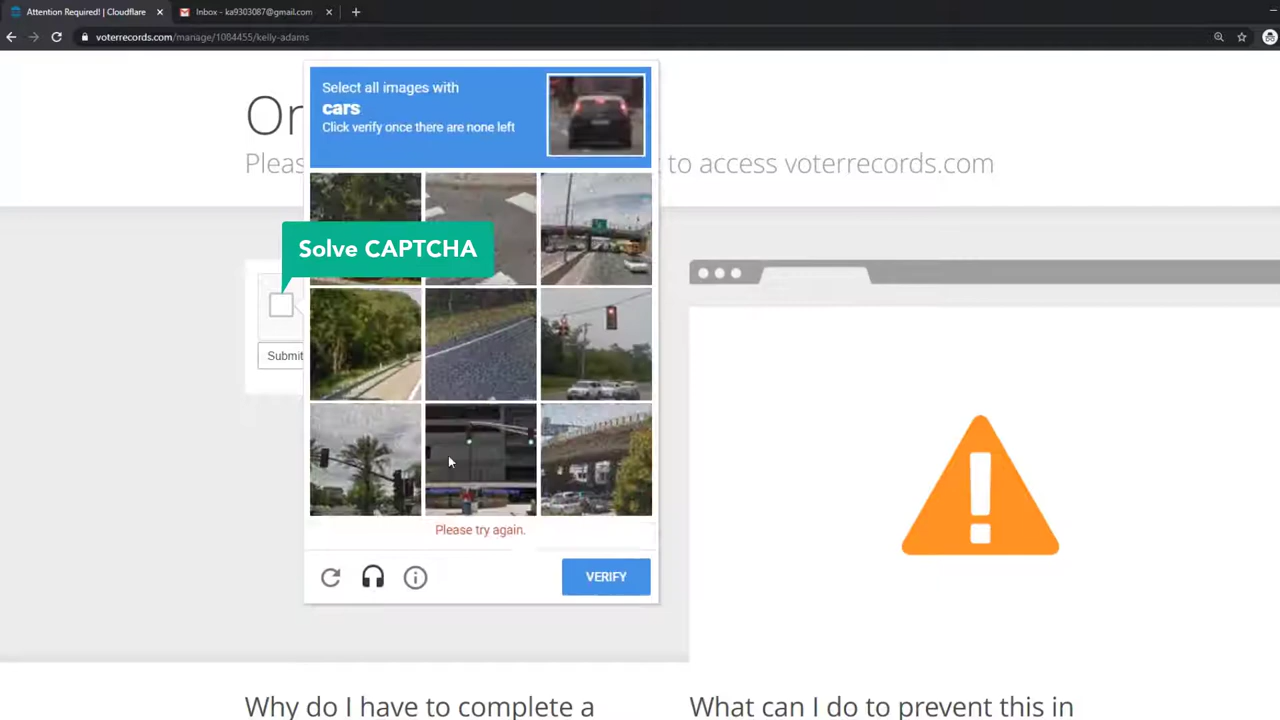 Attention Required! | Cloudflare
Inbox - ka9303087@gmail.com
voterrecords.com/manage/1084455/kelly-adams
Select all images with
cars
Click verify once there are none left
Or
Pleas
k to access voterrecords.com
Solve CAPTCHA
Submit
Please try again.
VERIFY
Why do I have to complete a
What can I do to prevent this in